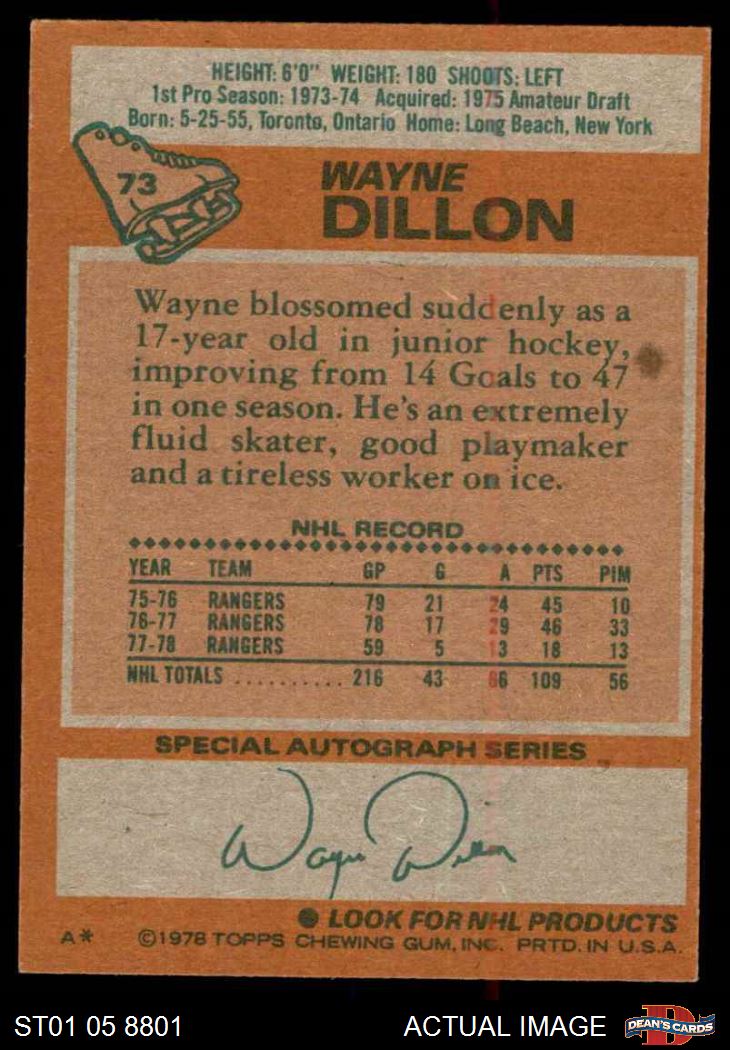 HEIGHT: 6'0" WEIGHT: 180 SHOOTS: LEFT
1st Pro Season: 1973-74 Acquired: 1975 Amateur Draft
Born: 5-25-55, Toronto, Ontario Home: Long Beach, New York
73
WAYNE
DILLON
Wayne blossomed suddenly as a
17-year old in junior hockey,
improving from 14 Goals to 47
in one season. He's an extremely
fluid skater, good playmaker
and a tireless worker on ice.
NHL RECORD
YEAR TEAM GP G A PTS PIM
75-76 RANGERS 79 21 24 45 10
76-77 RANGERS 78 17 29 46 33
77-78 RANGERS 59 5 13 18 13
NHL TOTALS .......... 216 43 66 109 56
SPECIAL AUTOGRAPH SERIES
Wayne Dillon
● LOOK FOR NHL PRODUCTS
A* ©1978 TOPPS CHEWING GUM, INC. PRTD. IN U.S.A.
ST01 05 8801 ACTUAL IMAGE D DEAN'S CARDS